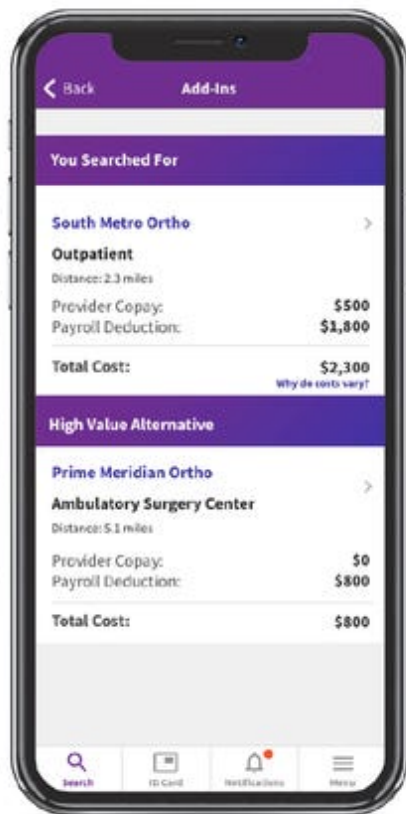 Back Add-Ins
You Searched For
South Metro Ortho
Outpatient
Distance: 2.3 miles
Provider Copay: $500
Payroll Deduction: $1,800
Total Cost: $2,300
Why do costs vary?
High Value Alternative
Prime Meridian Ortho
Ambulatory Surgery Center
Distance: 5.1 miles
Provider Copay: $0
Payroll Deduction: $800
Total Cost: $800
Search ID Card Notifications Menu